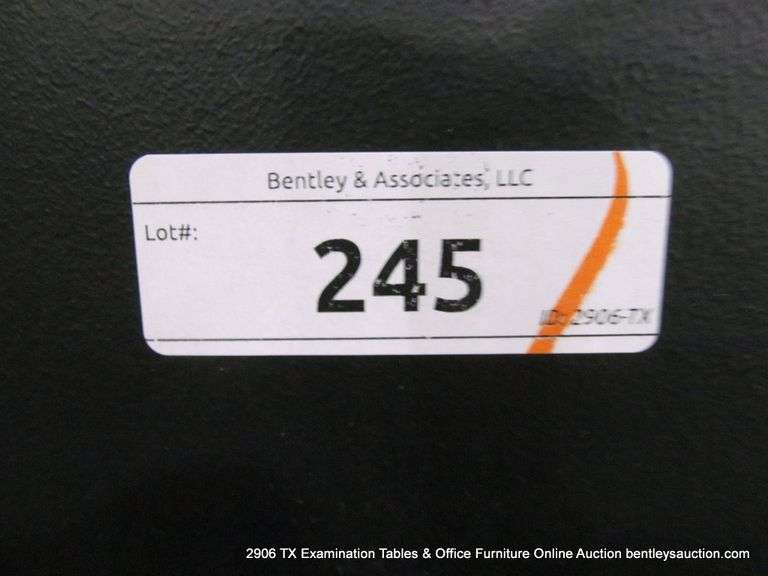 Bentley & Associates, LLC
Lot#:
245
ID: 2906-TX
2906 TX Examination Tables & Office Furniture Online Auction bentleysauction.com